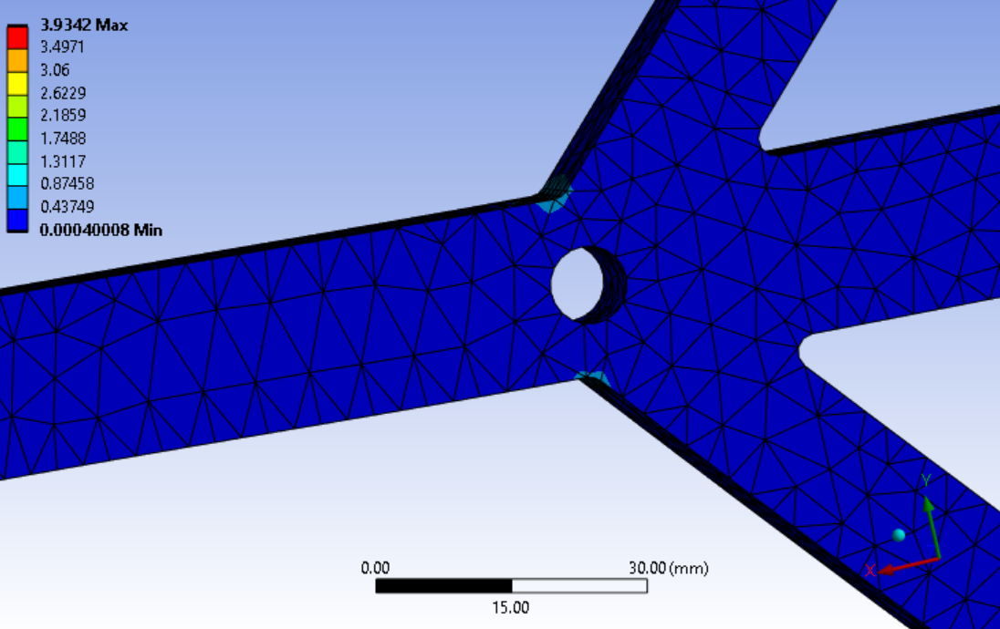 3.9342 Max
3.4971
3.06
2.6229
2.1859
1.7488
1.3117
0.87458
0.43749
0.00040008 Min
Y
X
0.00 30.00 (mm)
15.00